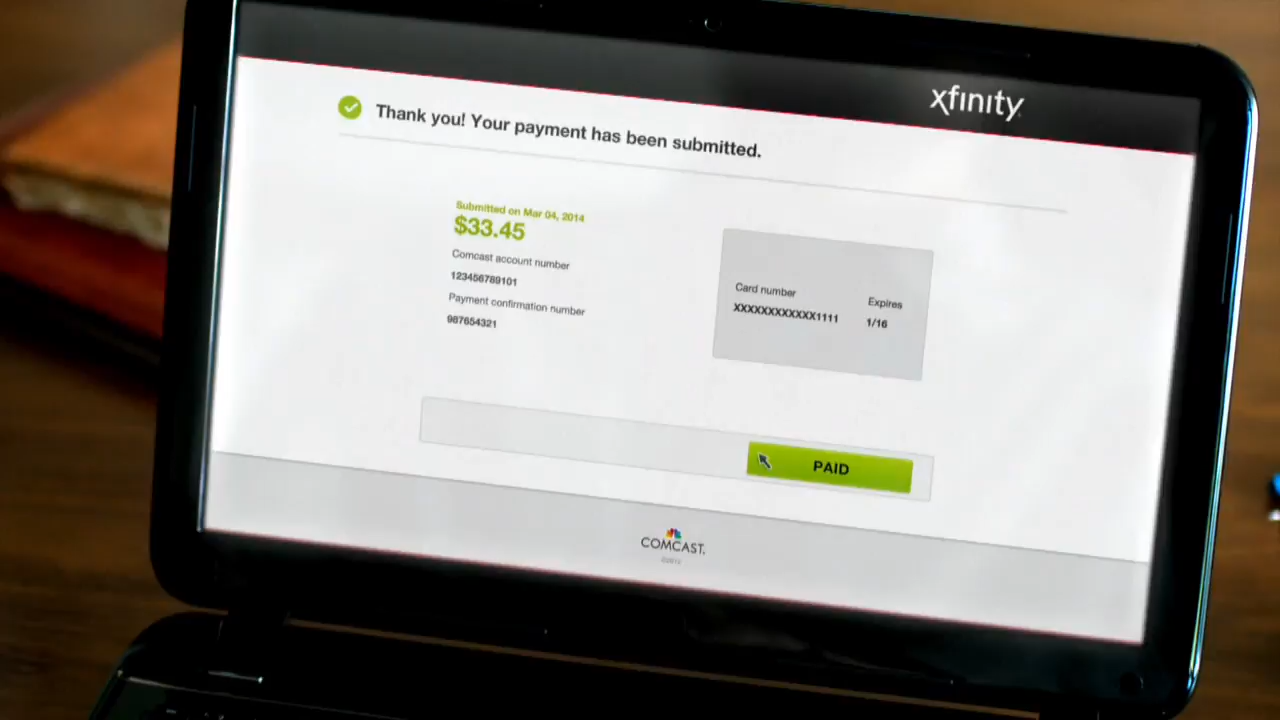 xfinity
Thank you! Your payment has been submitted.
Submitted on Mar 04, 2014
$33.45
Comcast account number
123456789101
Payment confirmation number
987654321
Card number
XXXXXXXXXXXX1111
Expires
1/16
PAID
COMCAST.